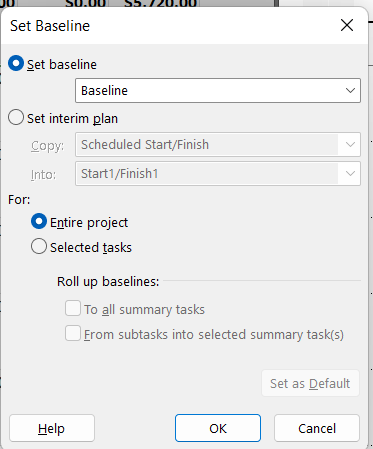 $0.00 $5,720.00
Set Baseline
Set baseline
Baseline
Set interim plan
Copy: Scheduled Start/Finish
Into: Start1/Finish1
For:
Entire project
Selected tasks
Roll up baselines:
To all summary tasks
From subtasks into selected summary task(s)
Set as Default
Help OK Cancel